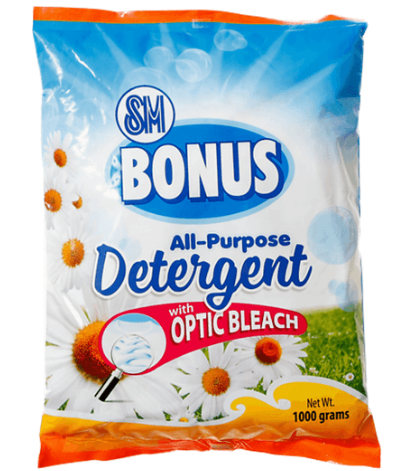 SM
BONUS
All-Purpose
Detergent
with
OPTIC BLEACH
Net Wt.
1000 grams